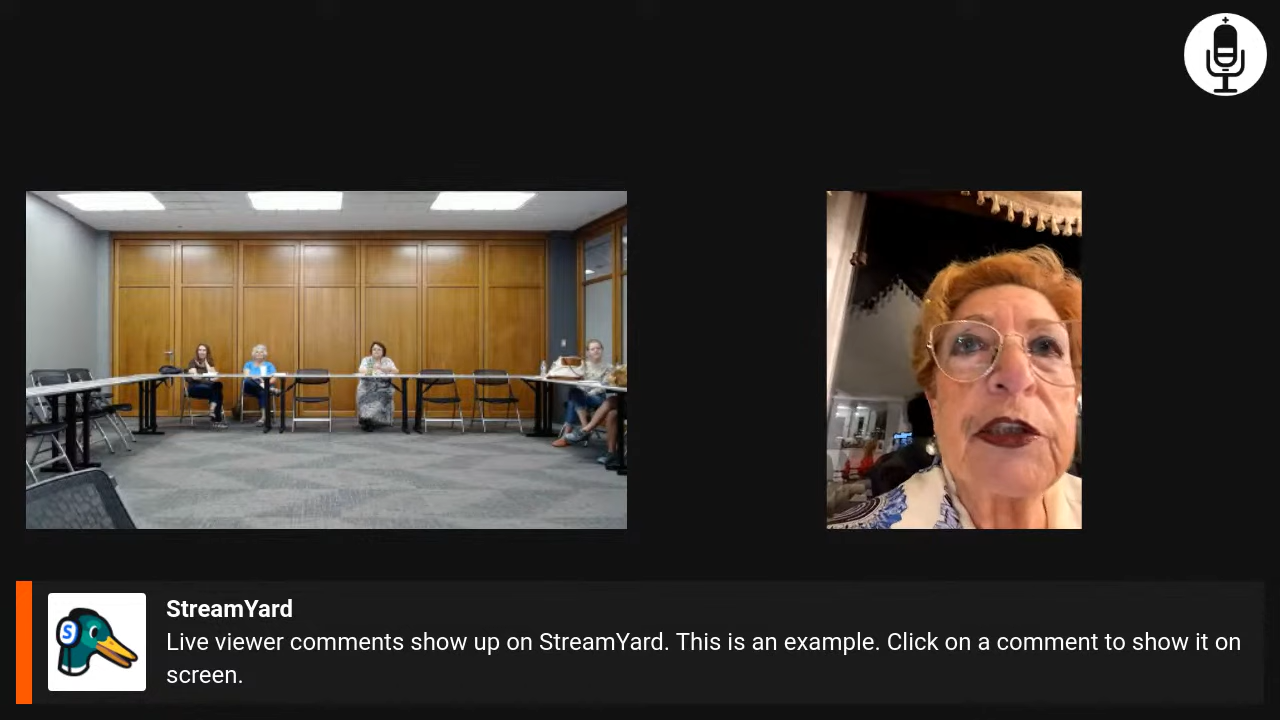 StreamYard
Live viewer comments show up on StreamYard. This is an example. Click on a comment to show it on
screen.
S